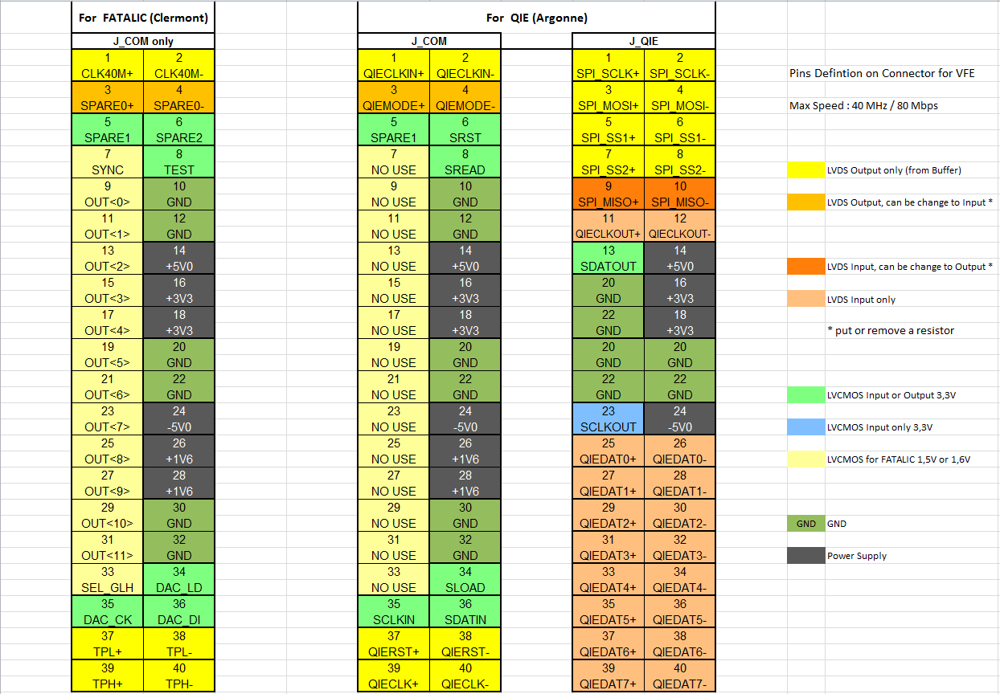 For FATALIC (Clermont) For QIE (Argonne)
J_COM only J_COM J_QIE
1 2 1 2 1 2
CLK40M+ CLK40M- QIECLKIN+ QIECLKIN- SPI_SCLK+ SPI_SCLK- Pins Defintion on Connector for VFE
3 4 3 4 3 4
SPARE0+ SPARE0- QIEMODE+ QIEMODE- SPI_MOSI+ SPI_MOSI- Max Speed : 40 MHz / 80 Mbps
5 6 5 6 5 6
SPARE1 SPARE2 SPARE1 SRST SPI_SS1+ SPI_SS1-
7 8 7 8 7 8
SYNC TEST NO USE SREAD SPI_SS2+ SPI_SS2- LVDS Output only (from Buffer)
9 10 9 10 9 10
OUT<0> GND NO USE GND SPI_MISO+ SPI_MISO- LVDS Output, can be change to Input *
11 12 11 12 11 12
OUT<1> GND NO USE GND QIECLKOUT+ QIECLKOUT-
13 14 13 14 13 14
OUT<2> +5V0 NO USE +5V0 SDATOUT +5V0 LVDS Input, can be change to Output *
15 16 15 16 20 16
OUT<3> +3V3 NO USE +3V3 GND +3V3 LVDS Input only
17 18 17 18 22 18
OUT<4> +3V3 NO USE +3V3 GND +3V3 * put or remove a resistor
19 20 19 20 20 20
OUT<5> GND NO USE GND GND GND
21 22 21 22 22 22
OUT<6> GND NO USE GND GND GND LVCMOS Input or Output 3,3V
23 24 23 24 23 24
OUT<7> -5V0 NO USE -5V0 SCLKOUT -5V0 LVCMOS Input only 3,3V
25 26 25 26 25 26
OUT<8> +1V6 NO USE +1V6 QIEDAT0+ QIEDAT0- LVCMOS for FATALIC 1,5V or 1,6V
27 28 27 28 27 28
OUT<9> +1V6 NO USE +1V6 QIEDAT1+ QIEDAT1-
29 30 29 30 29 30
OUT<10> GND NO USE GND QIEDAT2+ QIEDAT2- GND GND
31 32 31 32 31 32
OUT<11> GND NO USE GND QIEDAT3+ QIEDAT3- Power Supply
33 34 33 34 33 34
SEL_GLH DAC_LD NO USE SLOAD QIEDAT4+ QIEDAT4-
35 36 35 36 35 36
DAC_CK DAC_DI SCLKIN SDATIN QIEDAT5+ QIEDAT5-
37 38 37 38 37 38
TPL+ TPL- QIERST+ QIERST- QIEDAT6+ QIEDAT6-
39 40 39 40 39 40
TPH+ TPH- QIECLK+ QIECLK- QIEDAT7+ QIEDAT7-